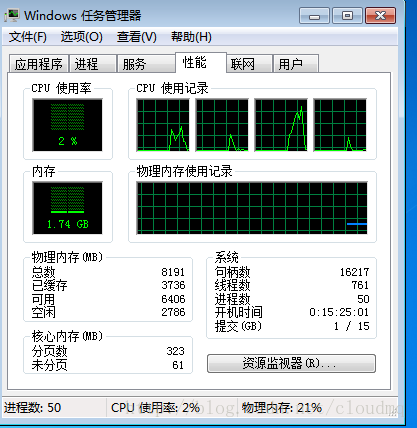 Windows 任务管理器
文件(F) 选项(O) 查看(V) 帮助(H)
应用程序 进程 服务 性能 联网 用户
CPU 使用率 CPU 使用记录
2 %
内存 物理内存使用记录
1.74 GB
物理内存(MB)
总数 8191
已缓存 3736
可用 6406
空闲 2786
系统
句柄数 16217
线程数 761
进程数 50
开机时间 0:15:25:01
提交(GB) 1 / 15
核心内存(MB)
分页数 323
未分页 61
资源监视器(R)...
进程数: 50 CPU 使用率: 2% 物理内存: 21%